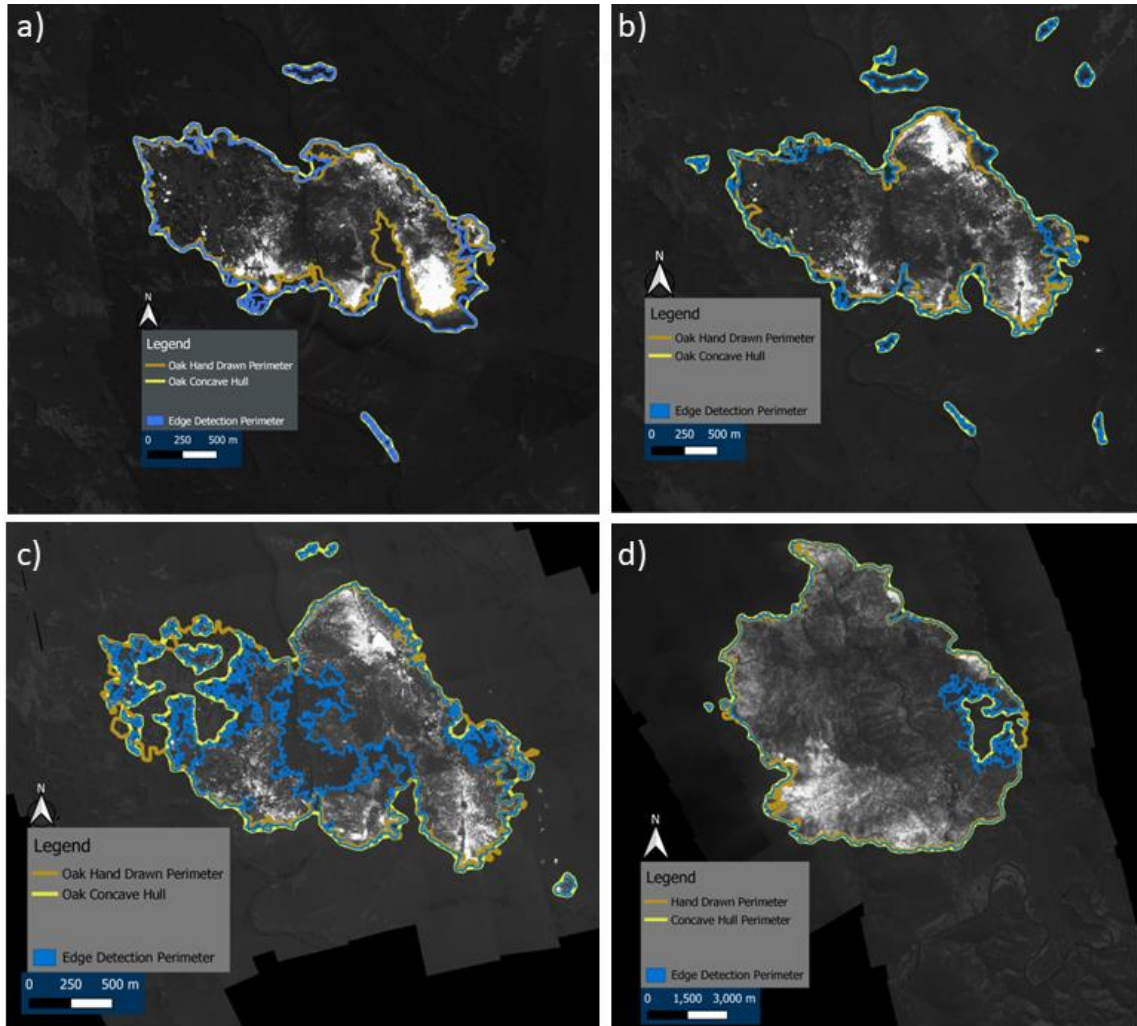 a)
N
Legend
Oak Hand Drawn Perimeter
Oak Concave Hull
Edge Detection Perimeter
0 250 500 m
b)
N
Legend
Oak Hand Drawn Perimeter
Oak Concave Hull
Edge Detection Perimeter
0 250 500 m
c)
N
Legend
Oak Hand Drawn Perimeter
Oak Concave Hull
Edge Detection Perimeter
0 250 500 m
d)
N
Legend
Hand Drawn Perimeter
Concave Hull Perimeter
Edge Detection Perimeter
0 1,500 3,000 m